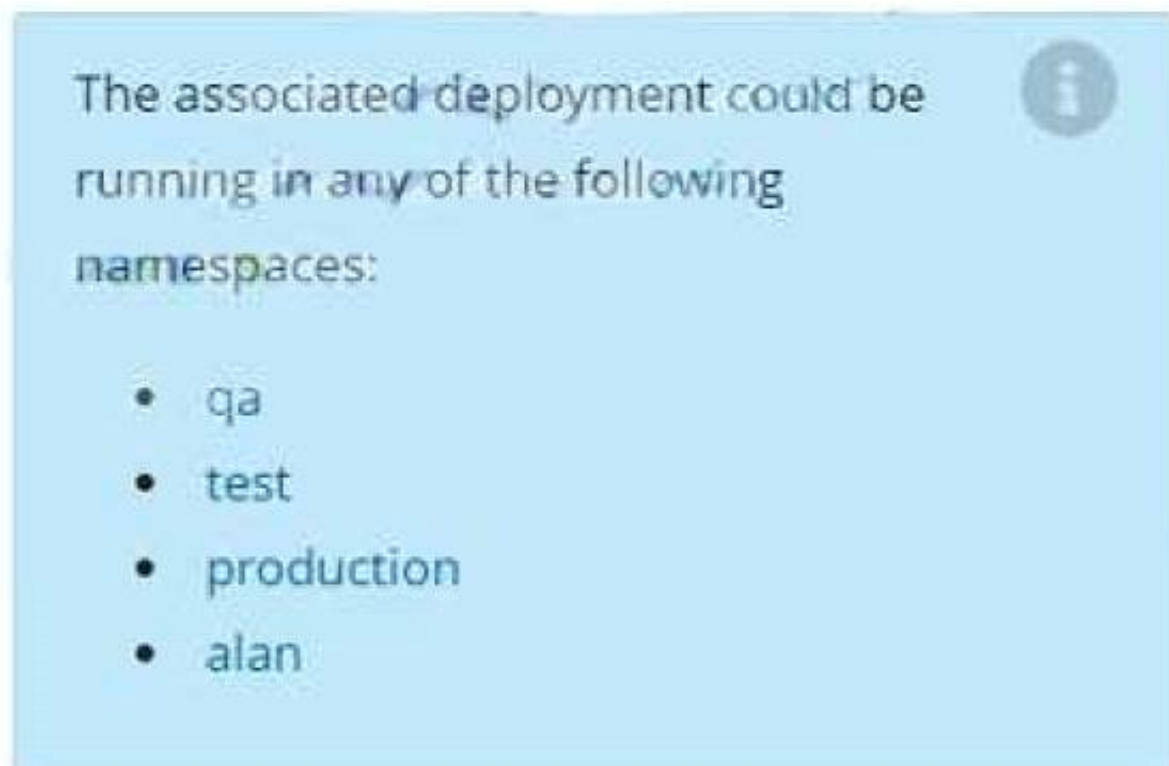 The associated deployment could be
running in any of the following
namespaces:
• qa
• test
• production
• alan